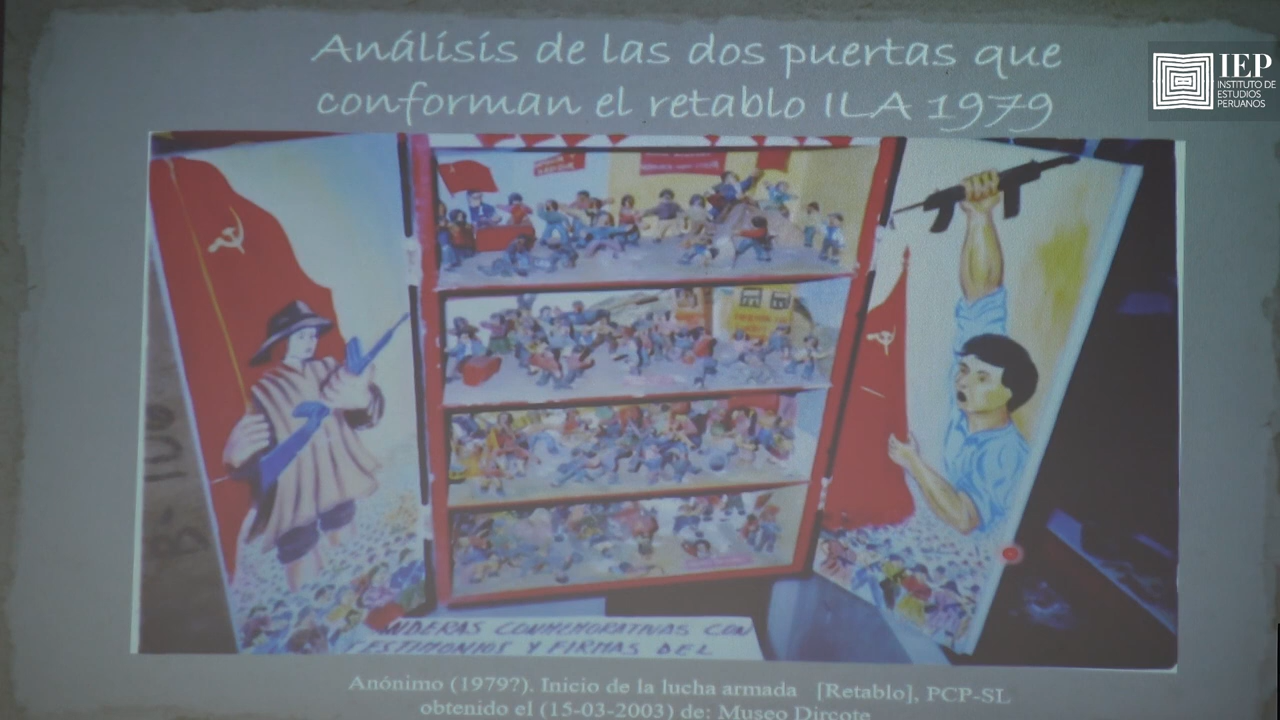 Análisis de las dos puertas que
conforman el retablo ILA 1979
IEP
INSTITUTO DE
ESTUDIOS
PERUANOS
B-106
NDERAS CONMEMORATIVAS CON
TESTIMONIOS Y FIRMAS DEL
Anónimo (1979?). Inicio de la lucha armada [Retablo], PCP-SL
obtenido el (15-03-2003) de: Museo Dircote